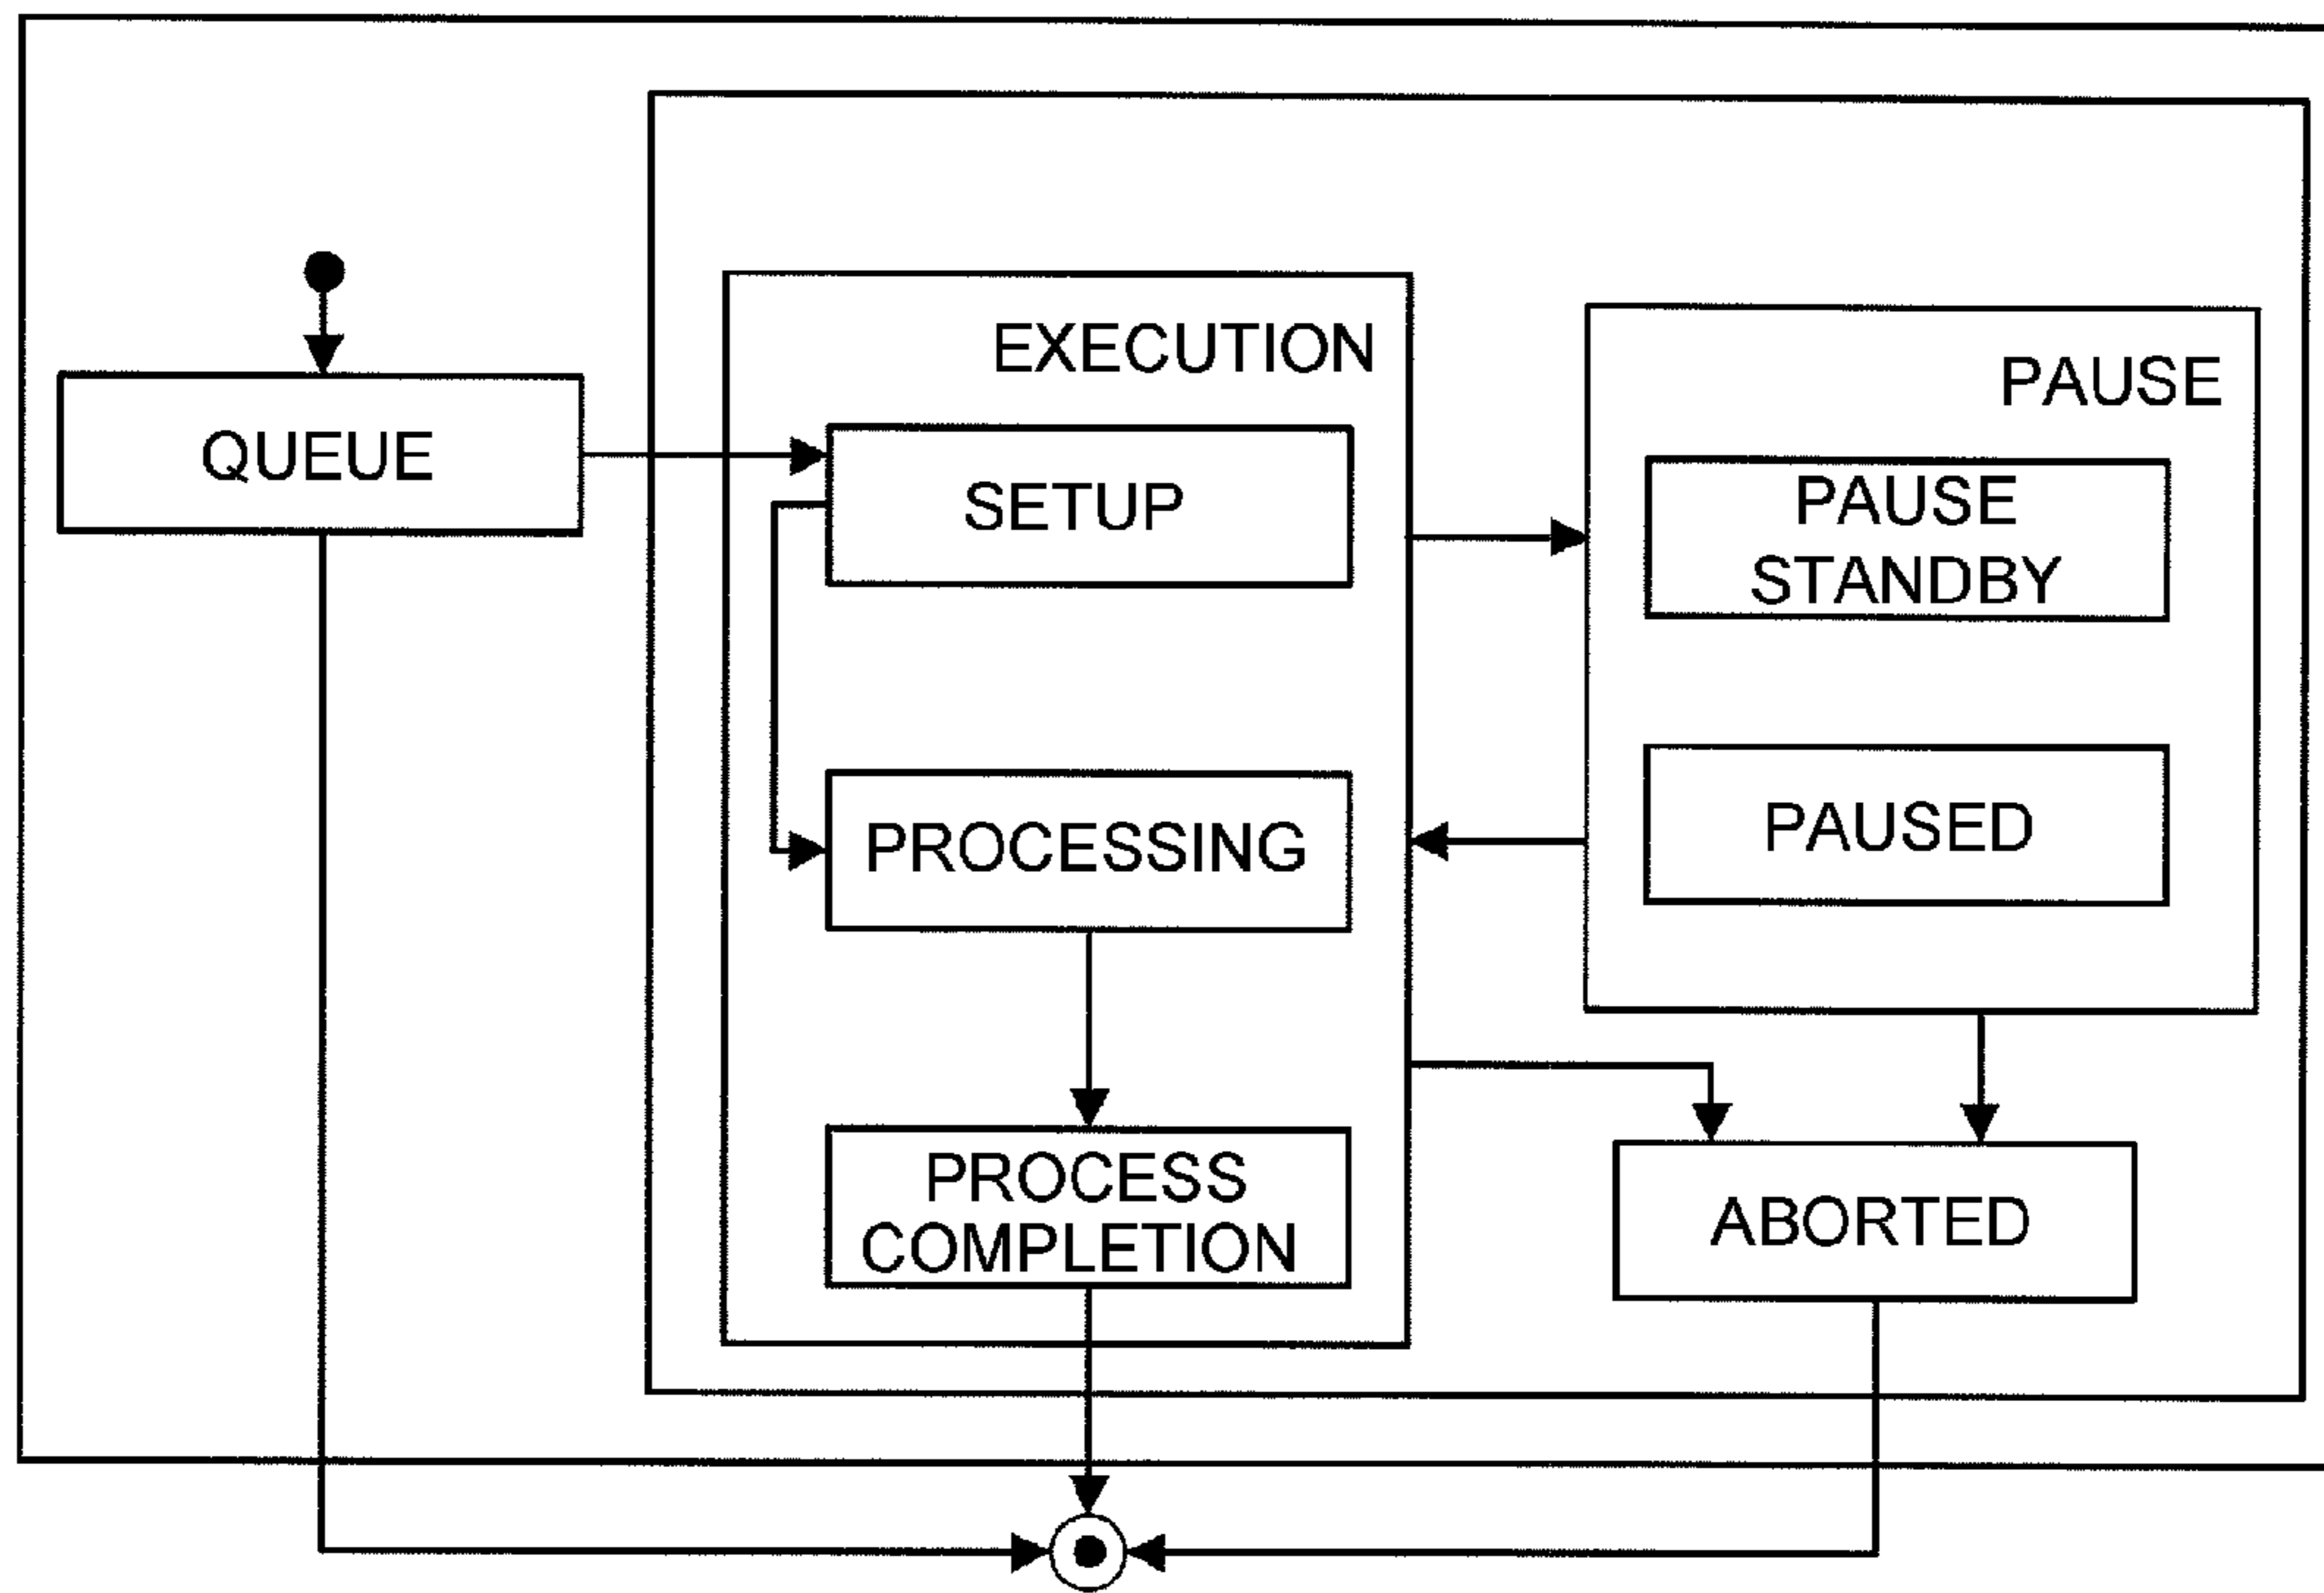 QUEUE
EXECUTION
SETUP
PROCESSING
PROCESS
COMPLETION
PAUSE
PAUSE
STANDBY
PAUSED
ABORTED